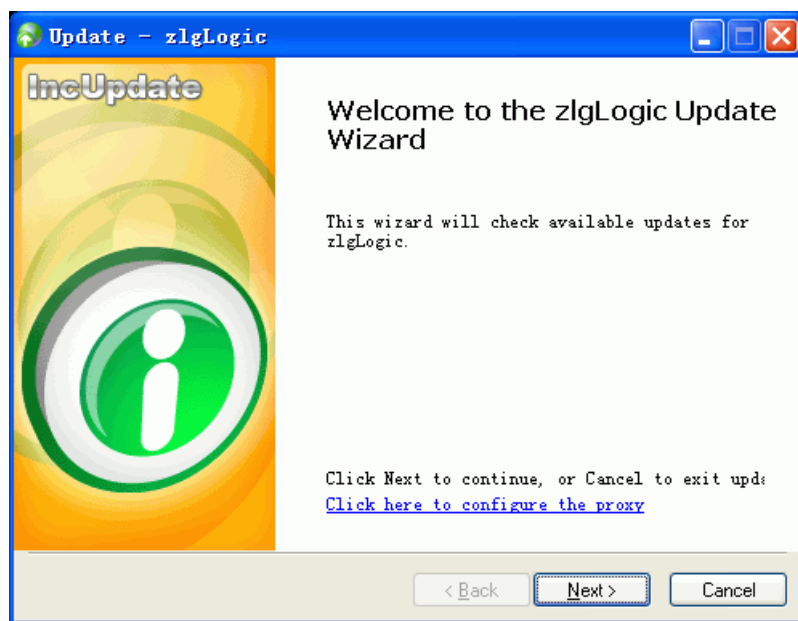 Update - zlgLogic
IncUpdate
Welcome to the zlgLogic Update
Wizard
This wizard will check available updates for
zlgLogic.
Click Next to continue, or Cancel to exit
Click here to configure the proxy
< Back
Next >
Cancel